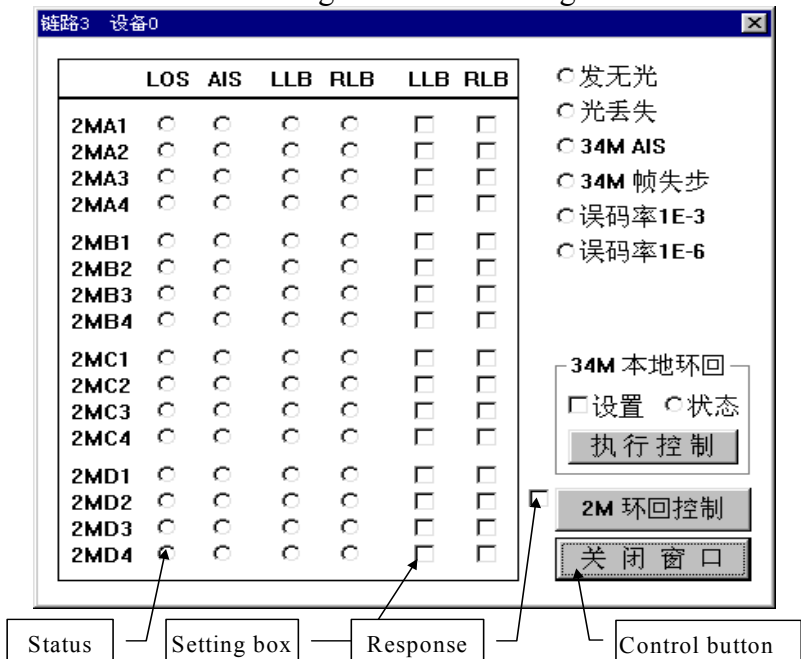 链路3 设备0
LOS AIS LLB RLB LLB RLB
2MA1
2MA2
2MA3
2MA4
2MB1
2MB2
2MB3
2MB4
2MC1
2MC2
2MC3
2MC4
2MD1
2MD2
2MD3
2MD4
发无光
光丢失
34M AIS
34M 帧失步
误码率1E-3
误码率1E-6
34M 本地环回
设置 状态
执行控制
2M 环回控制
关闭窗口
Status
Setting box
Response
Control button